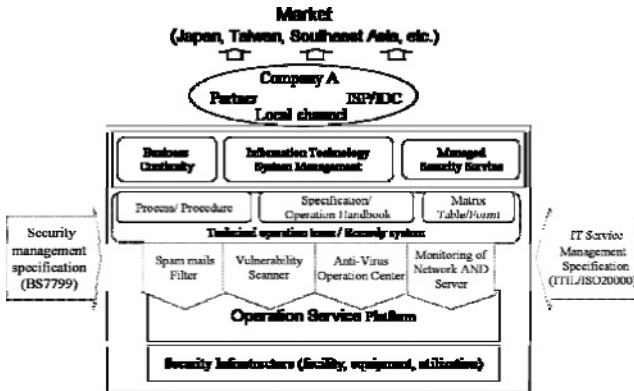 Market
(Japan, Taiwan, Southeast Asia, etc.)
Company A
Partner ISP/IDC
Local channel
Business
Continuity
Information Technology
System Management
Managed
Security Service
Process/ Procedure
Specification/
Operation Handbook
Matrix
Table/Form1
Technical operation team / Remedy system
Security
management
specification
(BS7799)
Spam mails
Filter
Vulnerability
Scanner
Anti-Virus
Operation Center
Monitoring of
Network AND
Server
IT Service
Management
Specification
(ITIL/ISO20000)
Operation Service Platform
Security Infrastructure (facility, equipment, utilization)